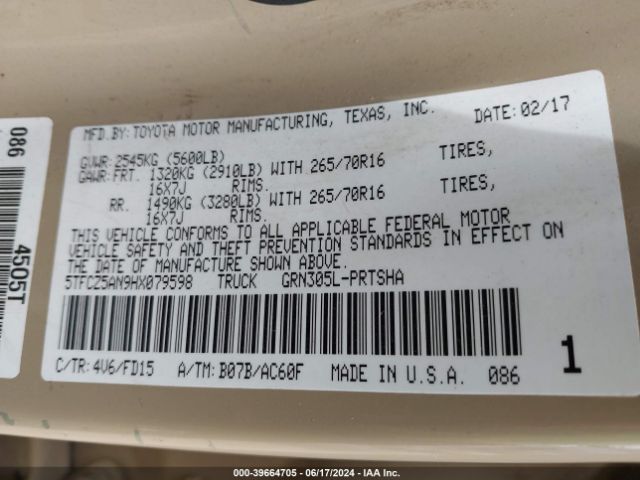 MFD.BY:TOYOTA MOTOR MANUFACTURING, TEXAS, INC. DATE:02/17
GVWR:2545KG (5600LB)
GAWR:FRT. 1320KG (2910LB) WITH 265/70R16 TIRES,
16X7J RIMS.
RR. 1490KG (3280LB) WITH 265/70R16 TIRES,
16X7J RIMS.
THIS VEHICLE CONFORMS TO ALL APPLICABLE FEDERAL MOTOR
VEHICLE SAFETY AND THEFT PREVENTION STANDARDS IN EFFECT ON
THE DATE OF MANUFACTURE SHOWN ABOVE.
5TFCZ5AN9HX079598 TRUCK GRN305L-PRTSHA
C/TR:4V6/FD15 A/TM:B07B/AC60F MADE IN U.S.A. 086
1
086
4505T
000-39664705 - 06/17/2024 - IAA Inc.